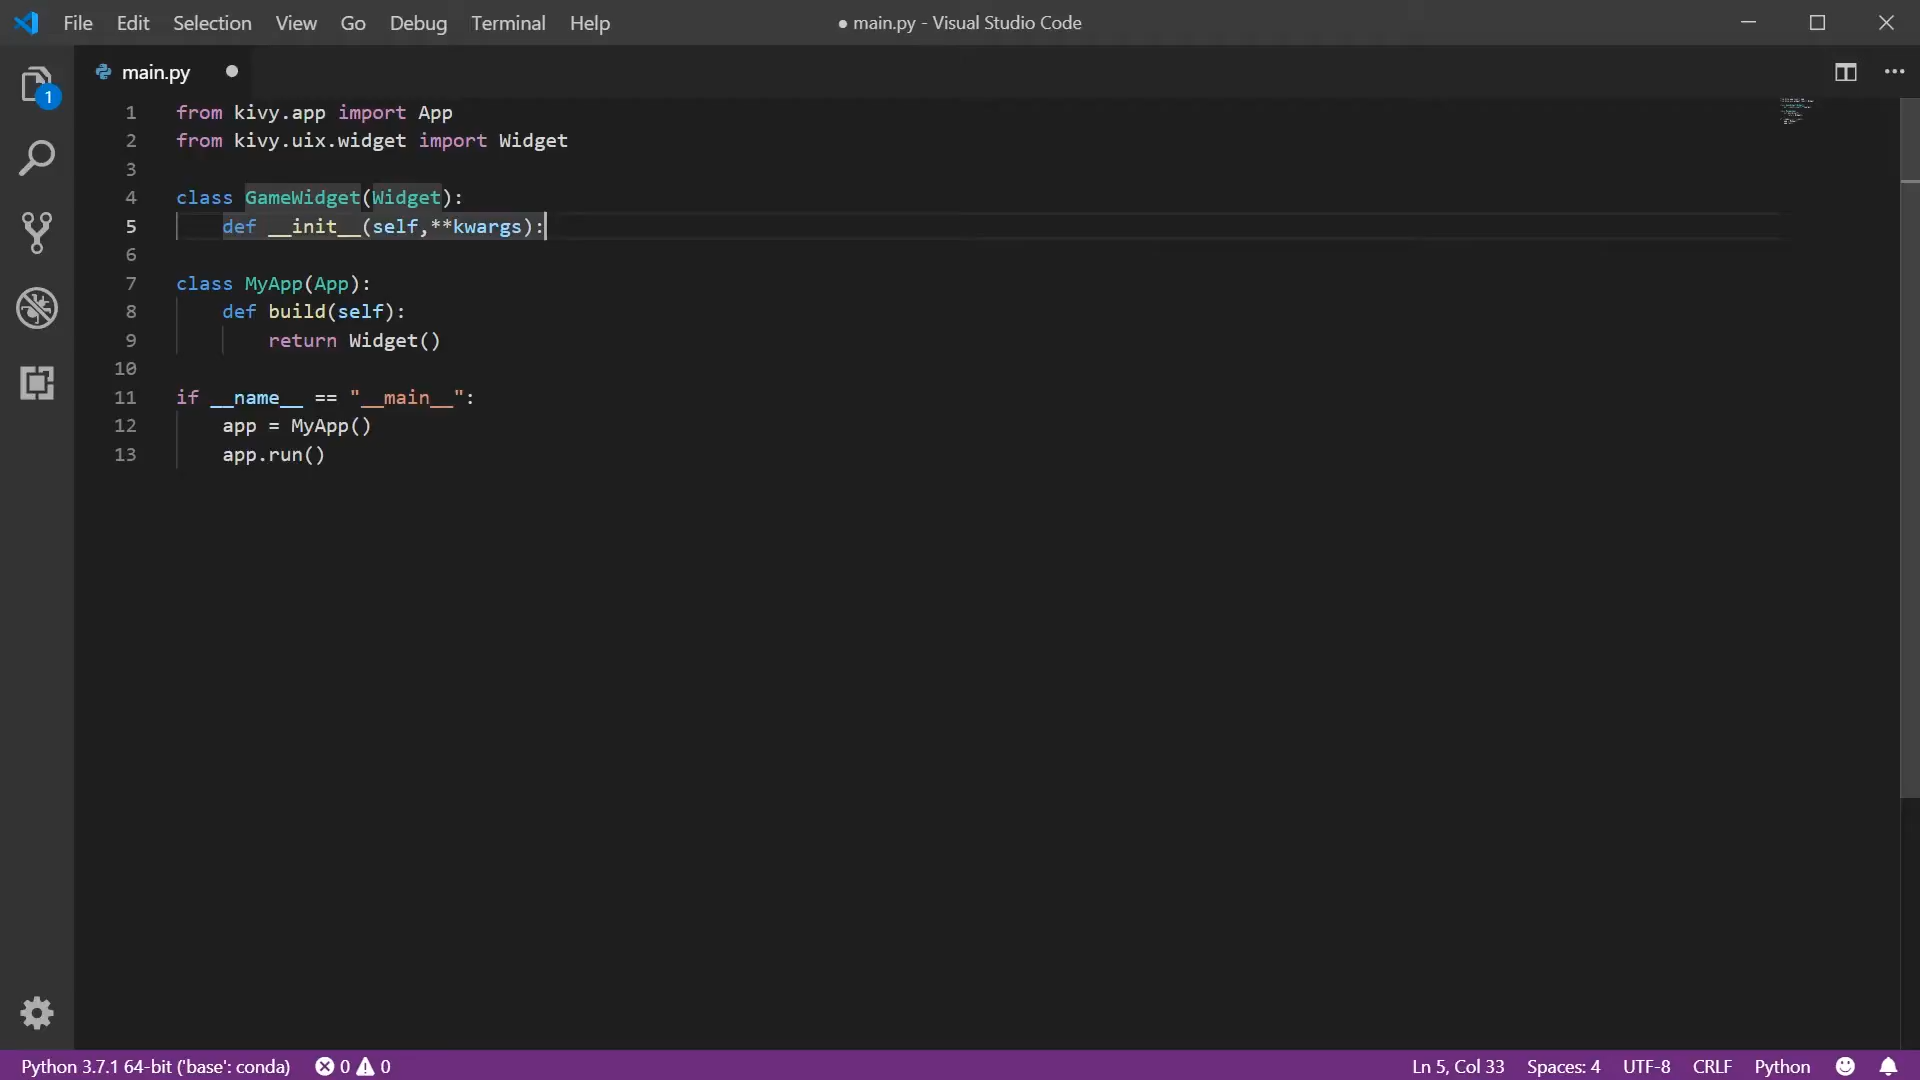 File Edit Selection View Go Debug Terminal Help
● main.py - Visual Studio Code
main.py
1
1 from kivy.app import App
2 from kivy.uix.widget import Widget
3
4 class GameWidget(Widget):
5 def __init__(self,**kwargs):
6
7 class MyApp(App):
8 def build(self):
9 return Widget()
10
11 if __name__ == "__main__":
12 app = MyApp()
13 app.run()
Python 3.7.1 64-bit ('base': conda) 0 0 Ln 5, Col 33 Spaces: 4 UTF-8 CRLF Python